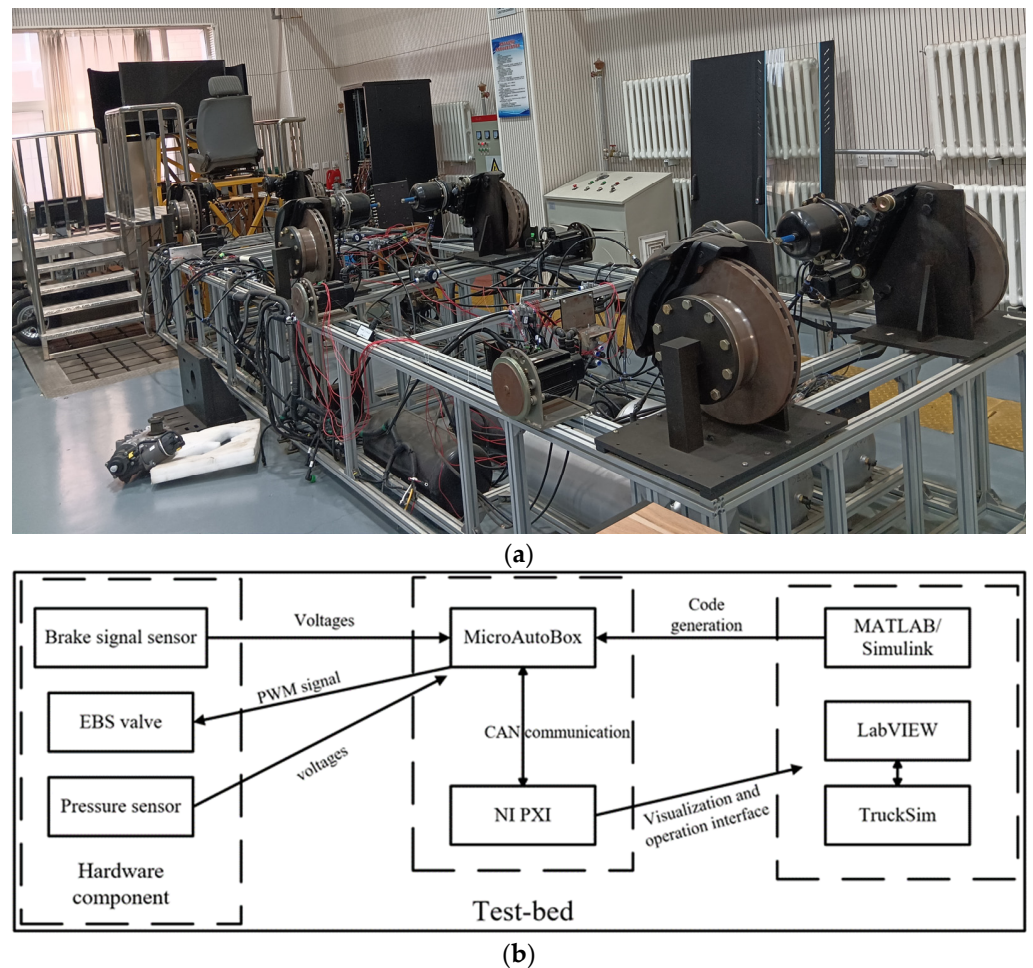 (a)
Brake signal sensor
Voltages
MicroAutoBox
Code
generation
MATLAB/
Simulink
PWM signal
EBS valve
voltages
CAN communication
LabVIEW
Pressure sensor
NI PXI
Visualization and
operation interface
TruckSim
Hardware
component
Test-bed
(b)